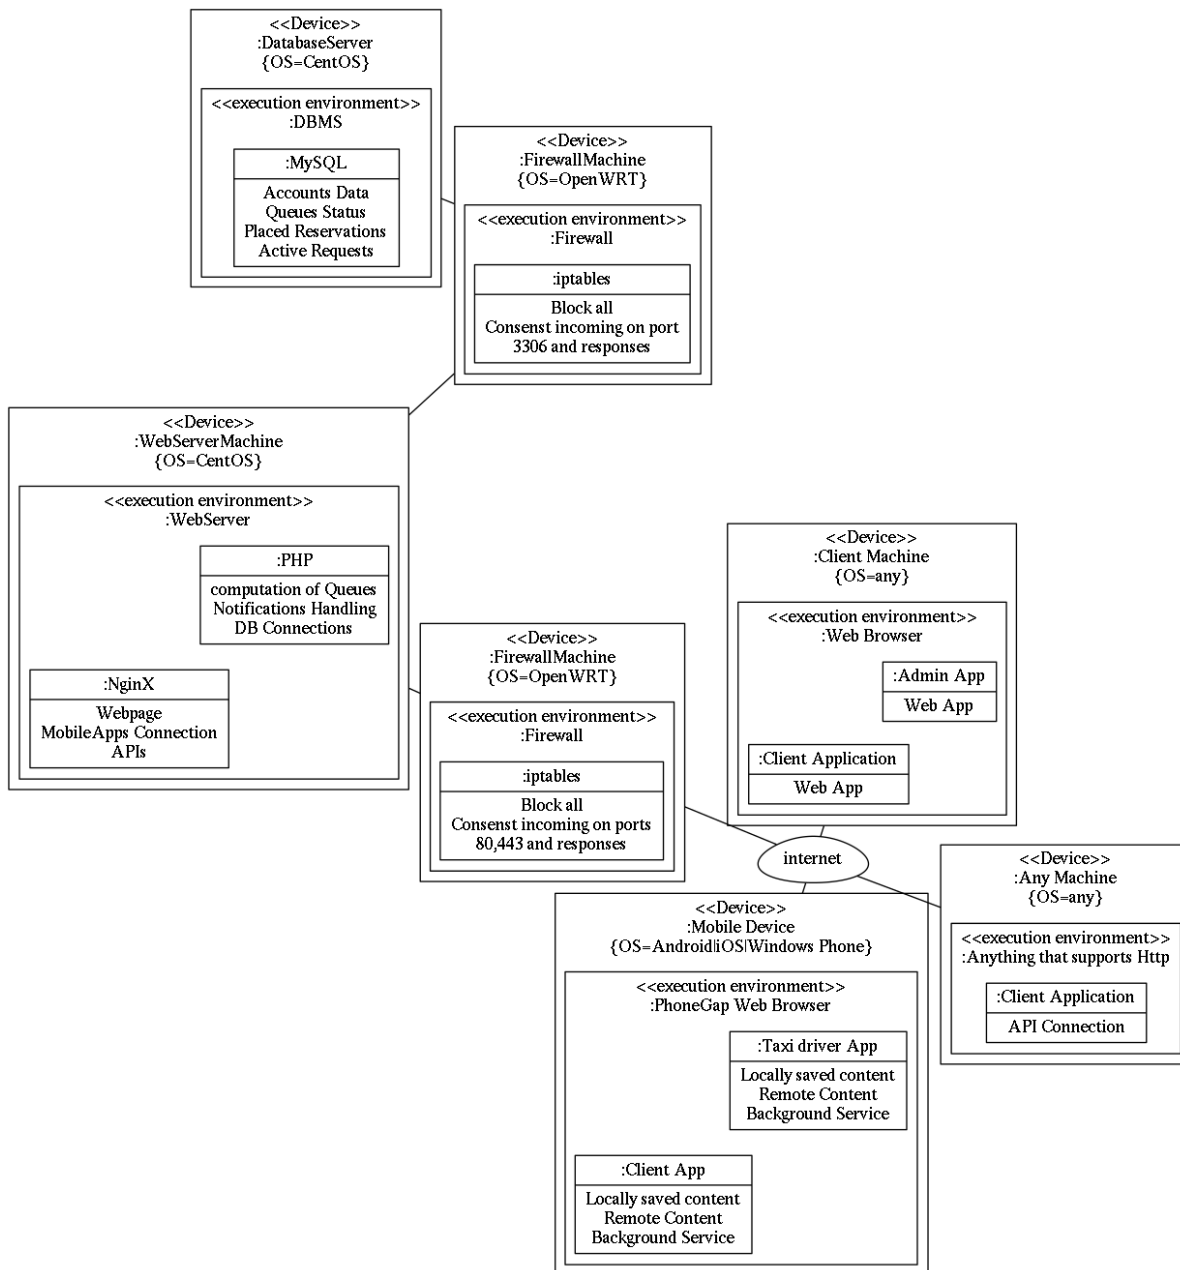 <<Device>>
:DatabaseServer
{OS=CentOS}
<<execution environment>>
:DBMS
:MySQL
Accounts Data
Queues Status
Placed Reservations
Active Requests
<<Device>>
:FirewallMachine
{OS=OpenWRT}
<<execution environment>>
:Firewall
:iptables
Block all
Consenst incoming on port
3306 and responses
<<Device>>
:WebServerMachine
{OS=CentOS}
<<execution environment>>
:WebServer
:PHP
computation of Queues
Notifications Handling
DB Connections
:NginX
Webpage
MobileApps Connection
APIs
<<Device>>
:FirewallMachine
{OS=OpenWRT}
<<execution environment>>
:Firewall
:iptables
Block all
Consenst incoming on ports
80,443 and responses
<<Device>>
:Client Machine
{OS=any}
<<execution environment>>
:Web Browser
:Admin App
Web App
:Client Application
Web App
internet
<<Device>>
:Any Machine
{OS=any}
<<execution environment>>
:Anything that supports Http
:Client Application
API Connection
<<Device>>
:Mobile Device
{OS=Android|iOS|Windows Phone}
<<execution environment>>
:PhoneGap Web Browser
:Taxi driver App
Locally saved content
Remote Content
Background Service
:Client App
Locally saved content
Remote Content
Background Service